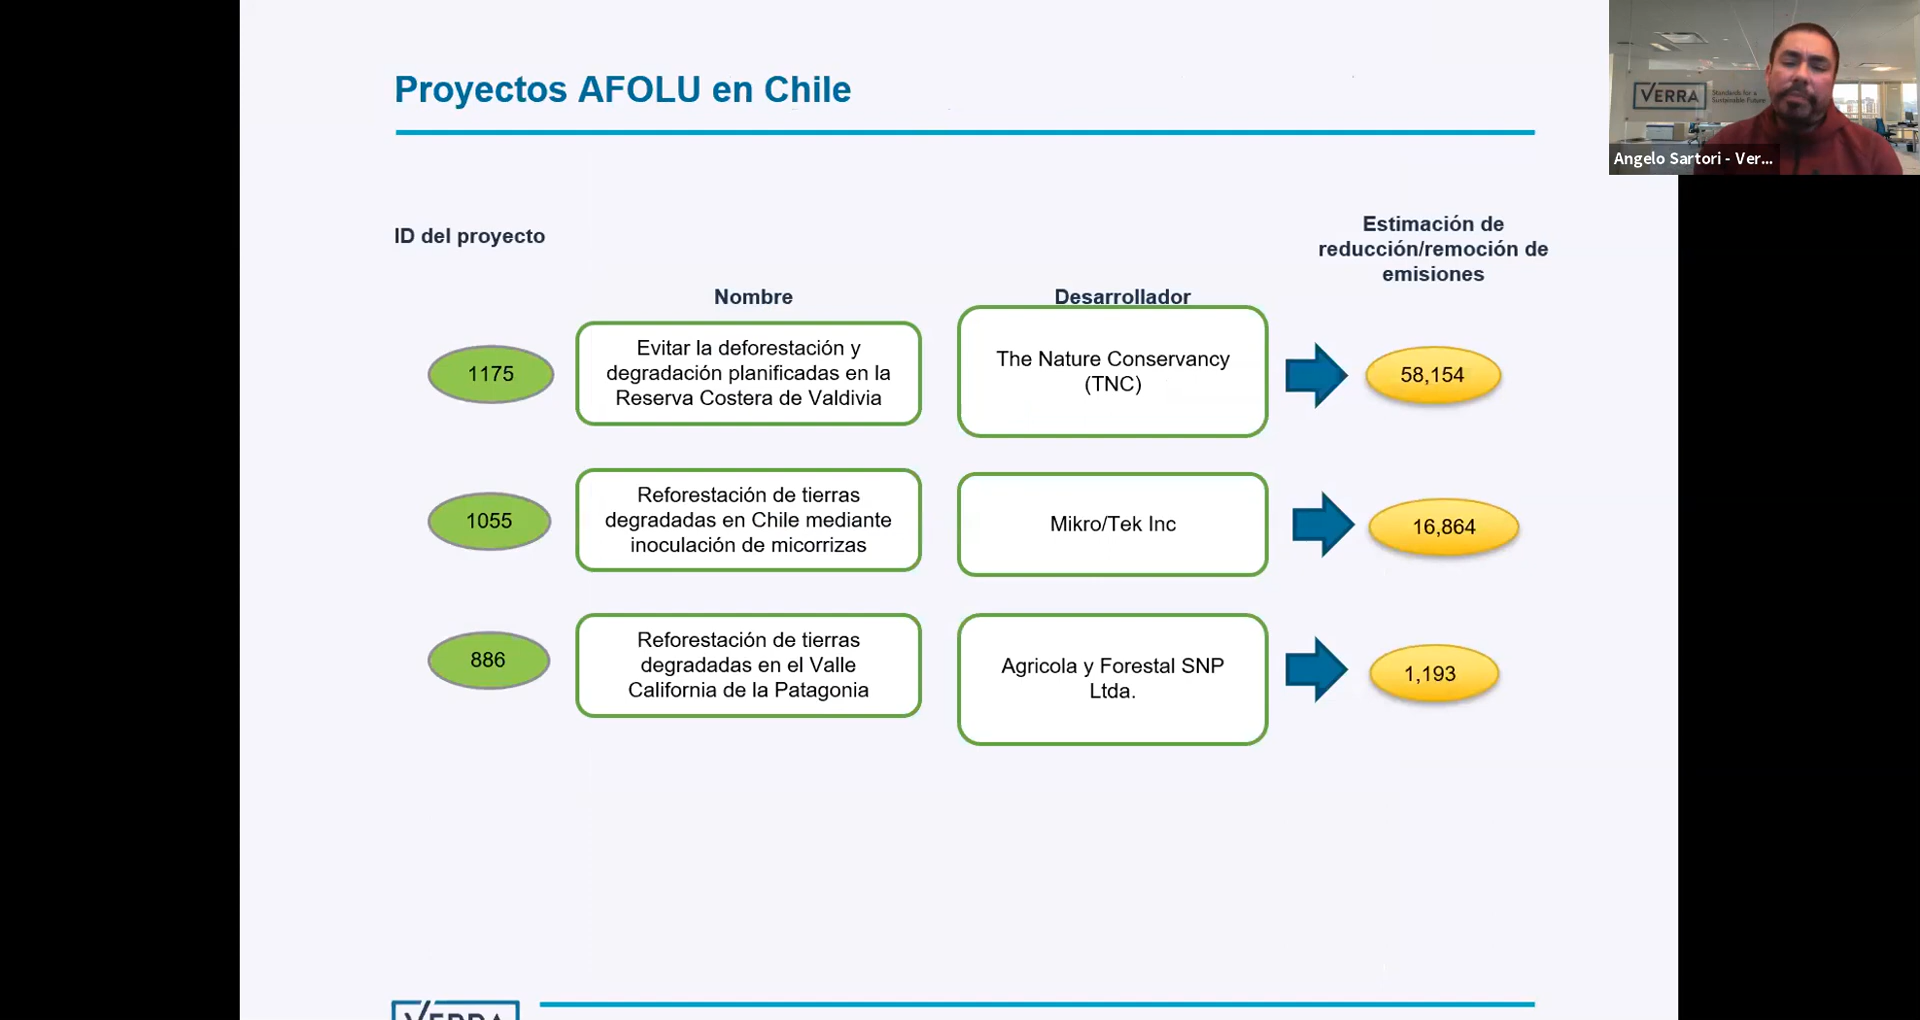 Proyectos AFOLU en Chile
VERRA
Standards for a
Sustainable Future
Angelo Sartori - Ver...
ID del proyecto
Nombre
Desarrollador
Estimación de
reducción/remoción de
emisiones
1175
Evitar la deforestación y
degradación planificadas en la
Reserva Costera de Valdivia
The Nature Conservancy
(TNC)
58,154
1055
Reforestación de tierras
degradadas en Chile mediante
inoculación de micorrizas
Mikro/Tek Inc
16,864
886
Reforestación de tierras
degradadas en el Valle
California de la Patagonia
Agricola y Forestal SNP
Ltda.
1,193
VERRA